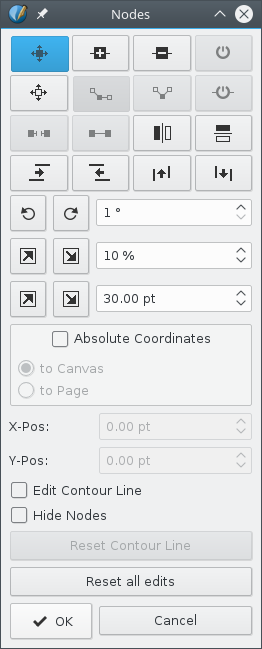 Nodes
1 °
10 %
30.00 pt
Absolute Coordinates
to Canvas
to Page
X-Pos: 0.00 pt
Y-Pos: 0.00 pt
Edit Contour Line
Hide Nodes
Reset Contour Line
Reset all edits
OK Cancel